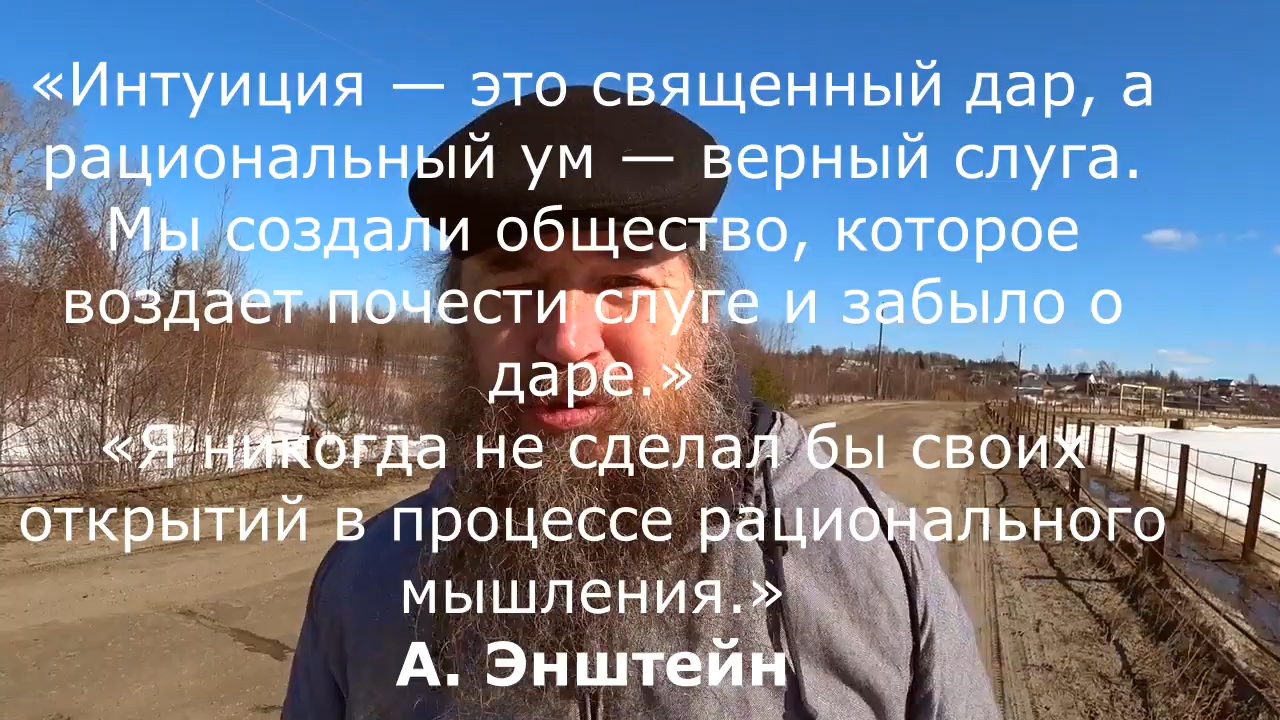 «Интуиция — это священный дар, а
рациональный ум — верный слуга.
Мы создали общество, которое
воздает почести слуге и забыло о
даре.»
«Я никогда не сделал бы своих
открытий в процессе рационального
мышления.»
А. Энштейн